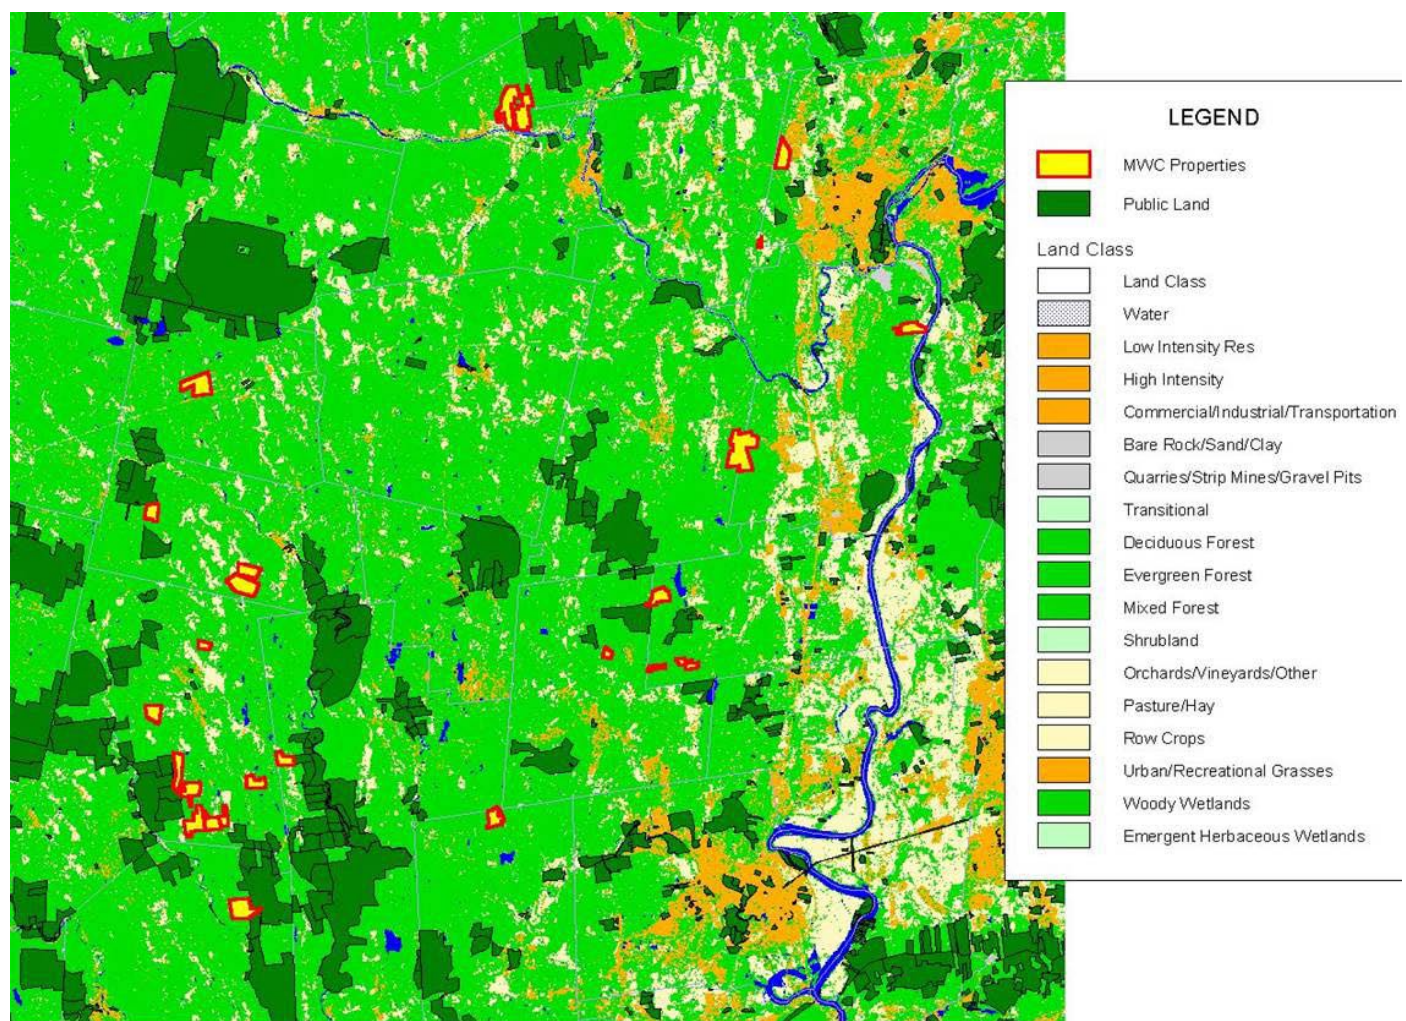 LEGEND
MWC Properties
Public Land
Land Class
Land Class
Water
Low Intensity Res
High Intensity
Commercial/Industrial/Transportation
Bare Rock/Sand/Clay
Quarries/Strip Mines/Gravel Pits
Transitional
Deciduous Forest
Evergreen Forest
Mixed Forest
Shrubland
Orchards/Vineyards/Other
Pasture/Hay
Row Crops
Urban/Recreational Grasses
Woody Wetlands
Emergent Herbaceous Wetlands